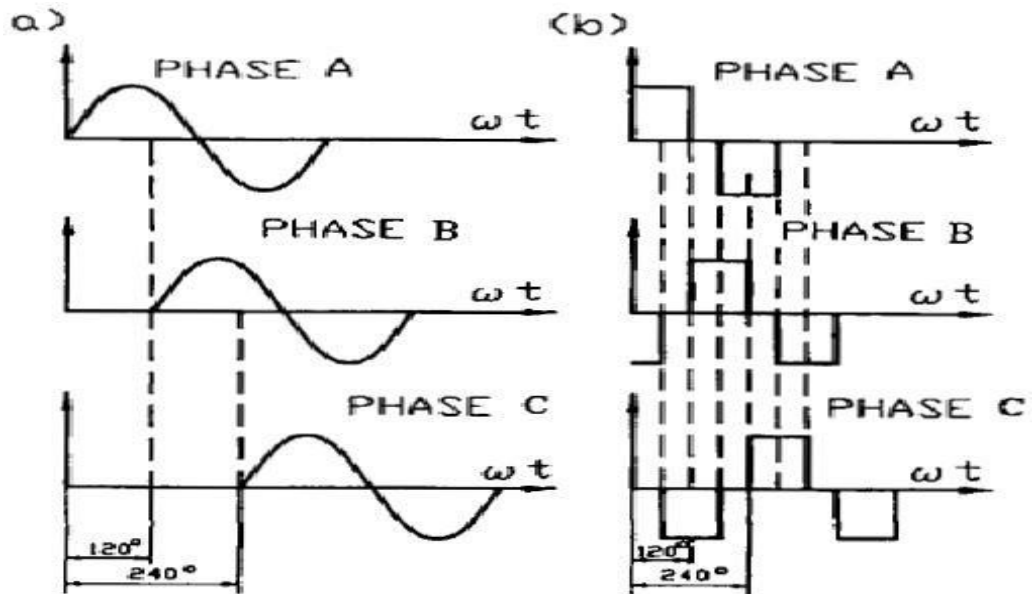 a)
PHASE A
ωt
PHASE B
ωt
PHASE C
ωt
120°
240°
(b)
PHASE A
ωt
PHASE B
ωt
PHASE C
ωt
120°
240°